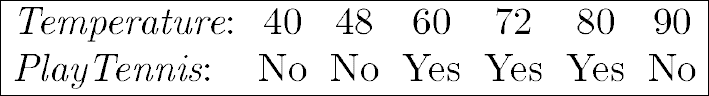 Temperature: 40 48 60 72 80 90
PlayTennis: No No Yes Yes Yes No